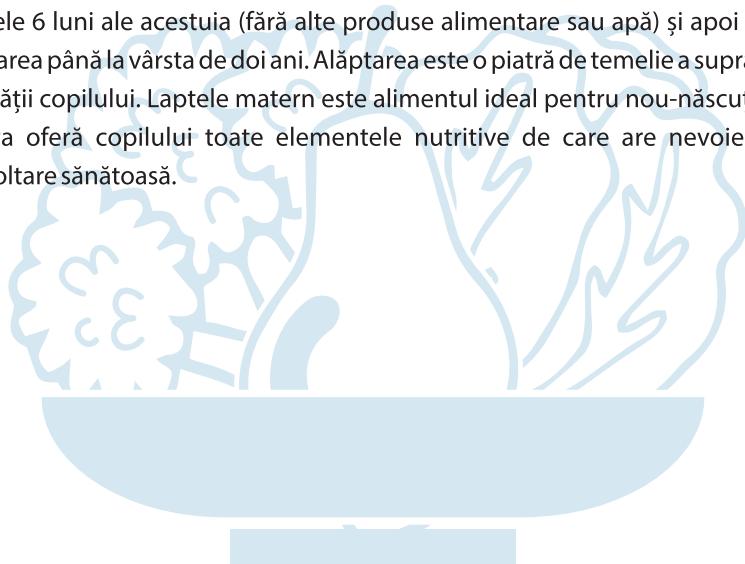 ele 6 luni ale acestuia (fără alte produse alimentare sau apă) și apoi
area până la vârsta de doi ani. Alăptarea este o piatră de temelie a supra
ății copilului. Laptele matern este alimentul ideal pentru nou-născut
a oferă copilului toate elementele nutritive de care are nevoie
oltare sănătoasă.